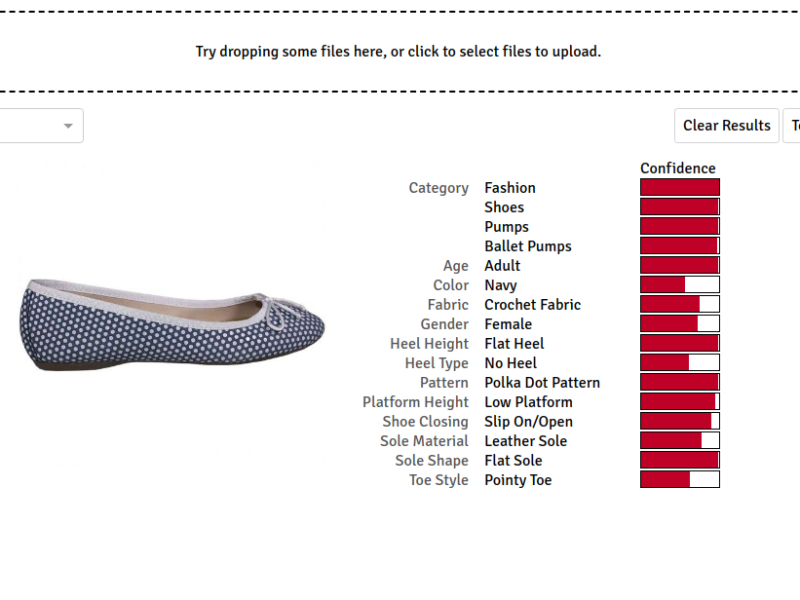 Try dropping some files here, or click to select files to upload.
Clear Results
Confidence
Category Fashion
Shoes
Pumps
Ballet Pumps
Age Adult
Color Navy
Fabric Crochet Fabric
Gender Female
Heel Height Flat Heel
Heel Type No Heel
Pattern Polka Dot Pattern
Platform Height Low Platform
Shoe Closing Slip On/Open
Sole Material Leather Sole
Sole Shape Flat Sole
Toe Style Pointy Toe